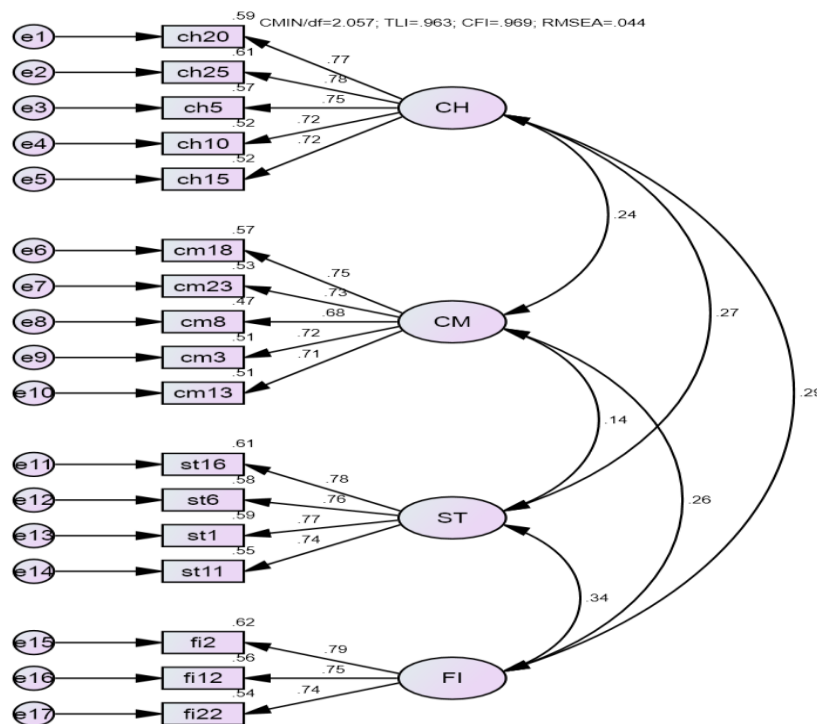 .59 CMIN/df=2.057; TLI=.963; CFI=.969; RMSEA=.044
e1 ch20
.77
.61
e2 ch25
.78
.57
e3 ch5 .75 CH
.52
e4 ch10 .72
.52 .72
e5 ch15
.24
.57
e6 cm18
.53 .75
e7 cm23 .73
.47
e8 cm8 .68 CM .27
.51
e9 cm3 .72
.51 .71
e10 cm13 .29
.14
.61
e11 st16
.58 .78
e12 st6 .76 .26
.59
e13 st1 .77 ST
.55 .74
e14 st11
.34
.62
e15 fi2
.56 .79
e16 fi12 .75 FI
.54 .74
e17 fi22